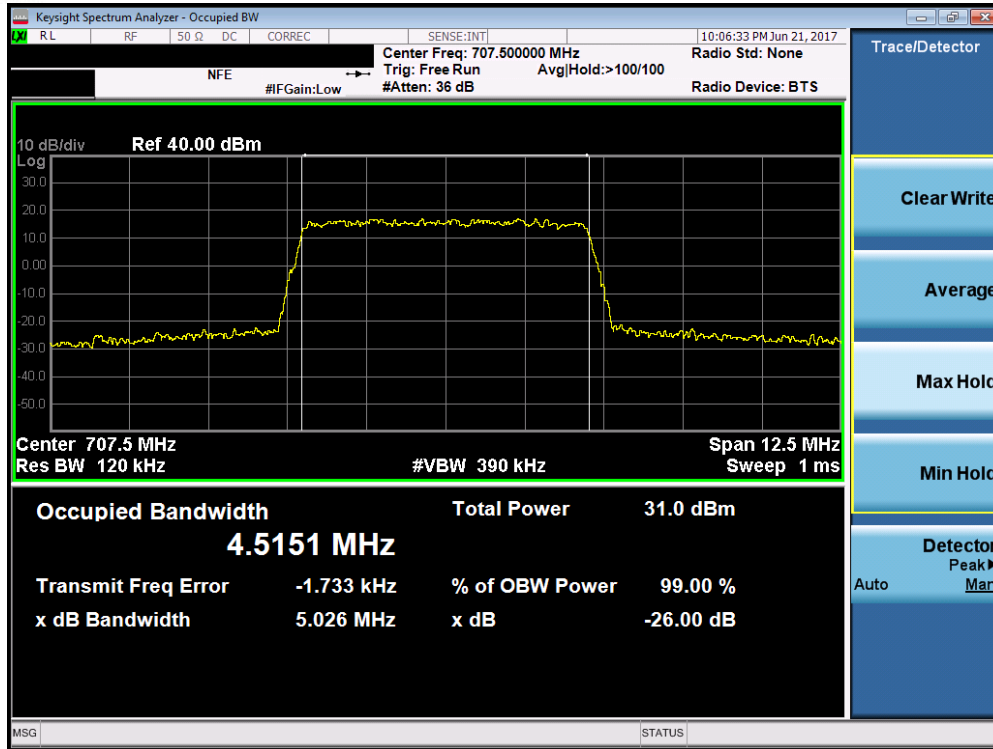 Keysight Spectrum Analyzer - Occupied BW
LXI RL RF 50 Ω DC CORREC SENSE:INT 10:06:33 PM Jun 21, 2017
Center Freq: 707.500000 MHz Radio Std: None
NFE Trig: Free Run Avg|Hold:>100/100
#IFGain:Low #Atten: 36 dB Radio Device: BTS
10 dB/div Ref 40.00 dBm
Log
30.0
20.0
10.0
0.00
-10.0
-20.0
-30.0
-40.0
-50.0
Center 707.5 MHz Span 12.5 MHz
Res BW 120 kHz #VBW 390 kHz Sweep 1 ms
Occupied Bandwidth Total Power 31.0 dBm
4.5151 MHz
Transmit Freq Error -1.733 kHz % of OBW Power 99.00 %
x dB Bandwidth 5.026 MHz x dB -26.00 dB
MSG STATUS
Trace/Detector
Clear Write
Average
Max Hold
Min Hold
Detector
Peak
Auto Man